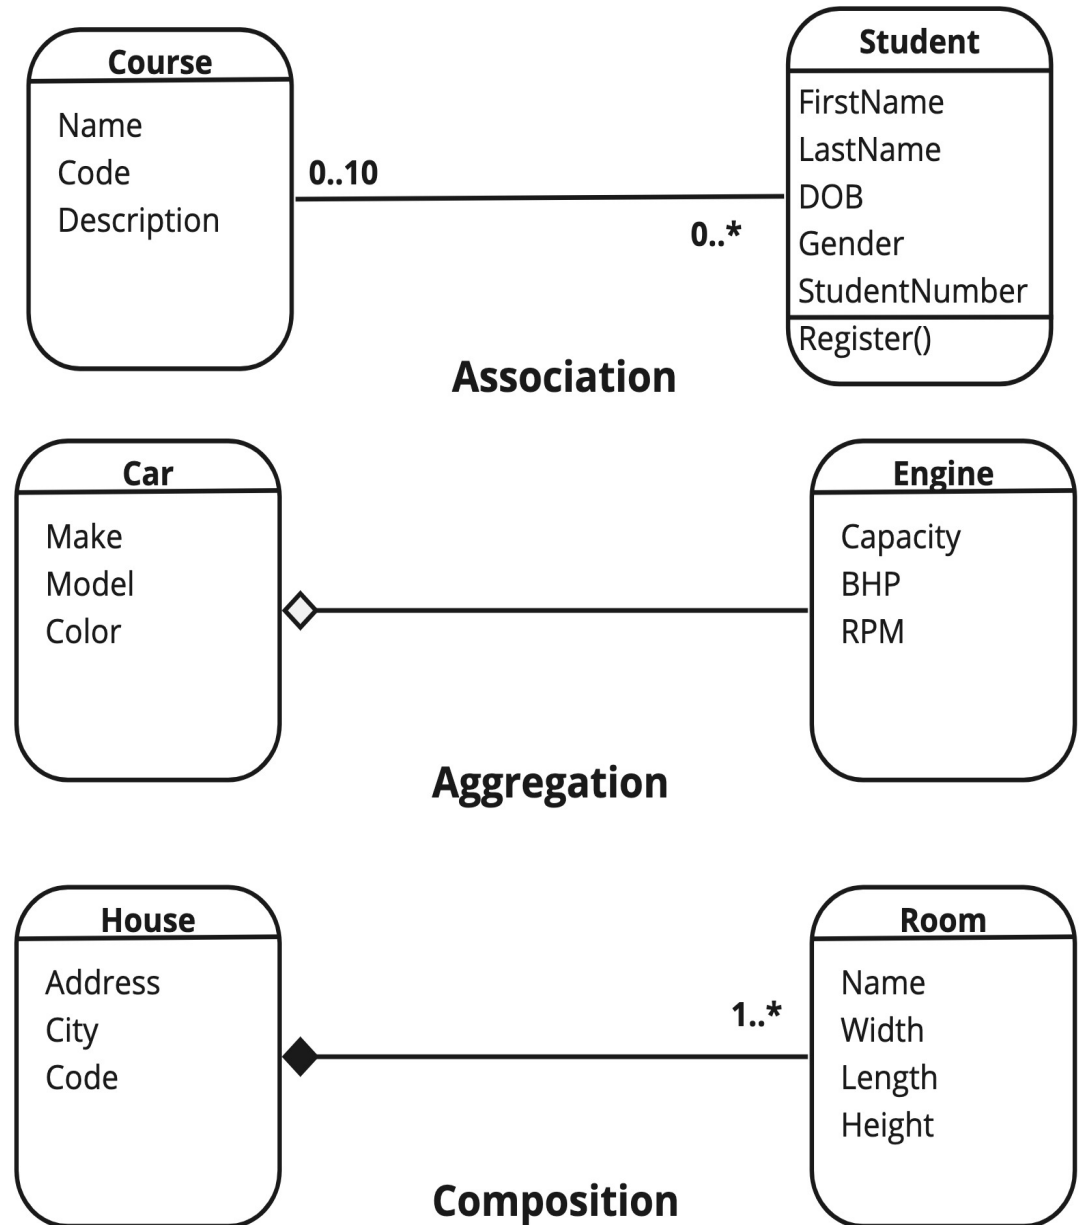 Course
Name
Code
Description
0..10
0..*
Student
FirstName
LastName
DOB
Gender
StudentNumber
Register()
Association
Car
Make
Model
Color
Engine
Capacity
BHP
RPM
Aggregation
House
Address
City
Code
1..*
Room
Name
Width
Length
Height
Composition